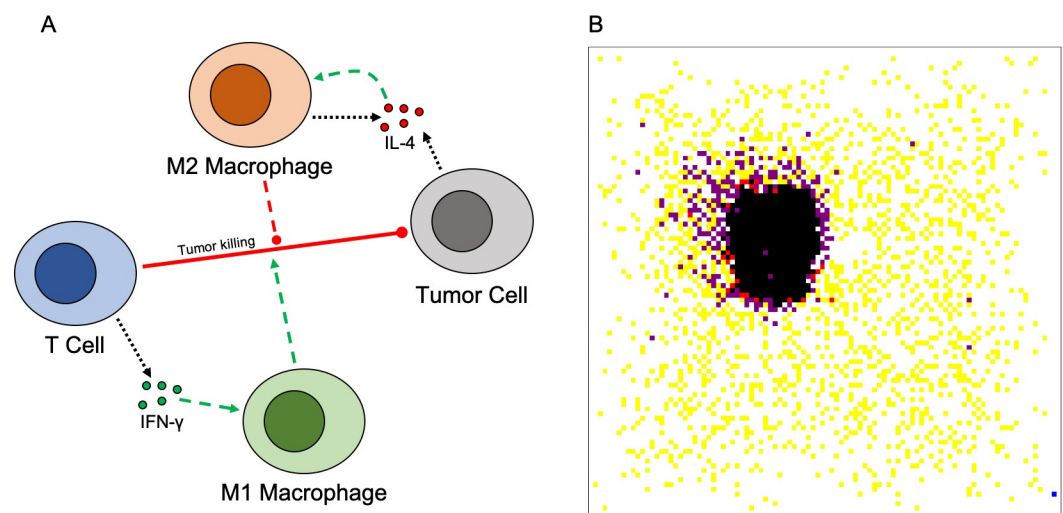 A
B
M2 Macrophage
IL-4
Tumor killing
Tumor Cell
T Cell
IFN-γ
M1 Macrophage